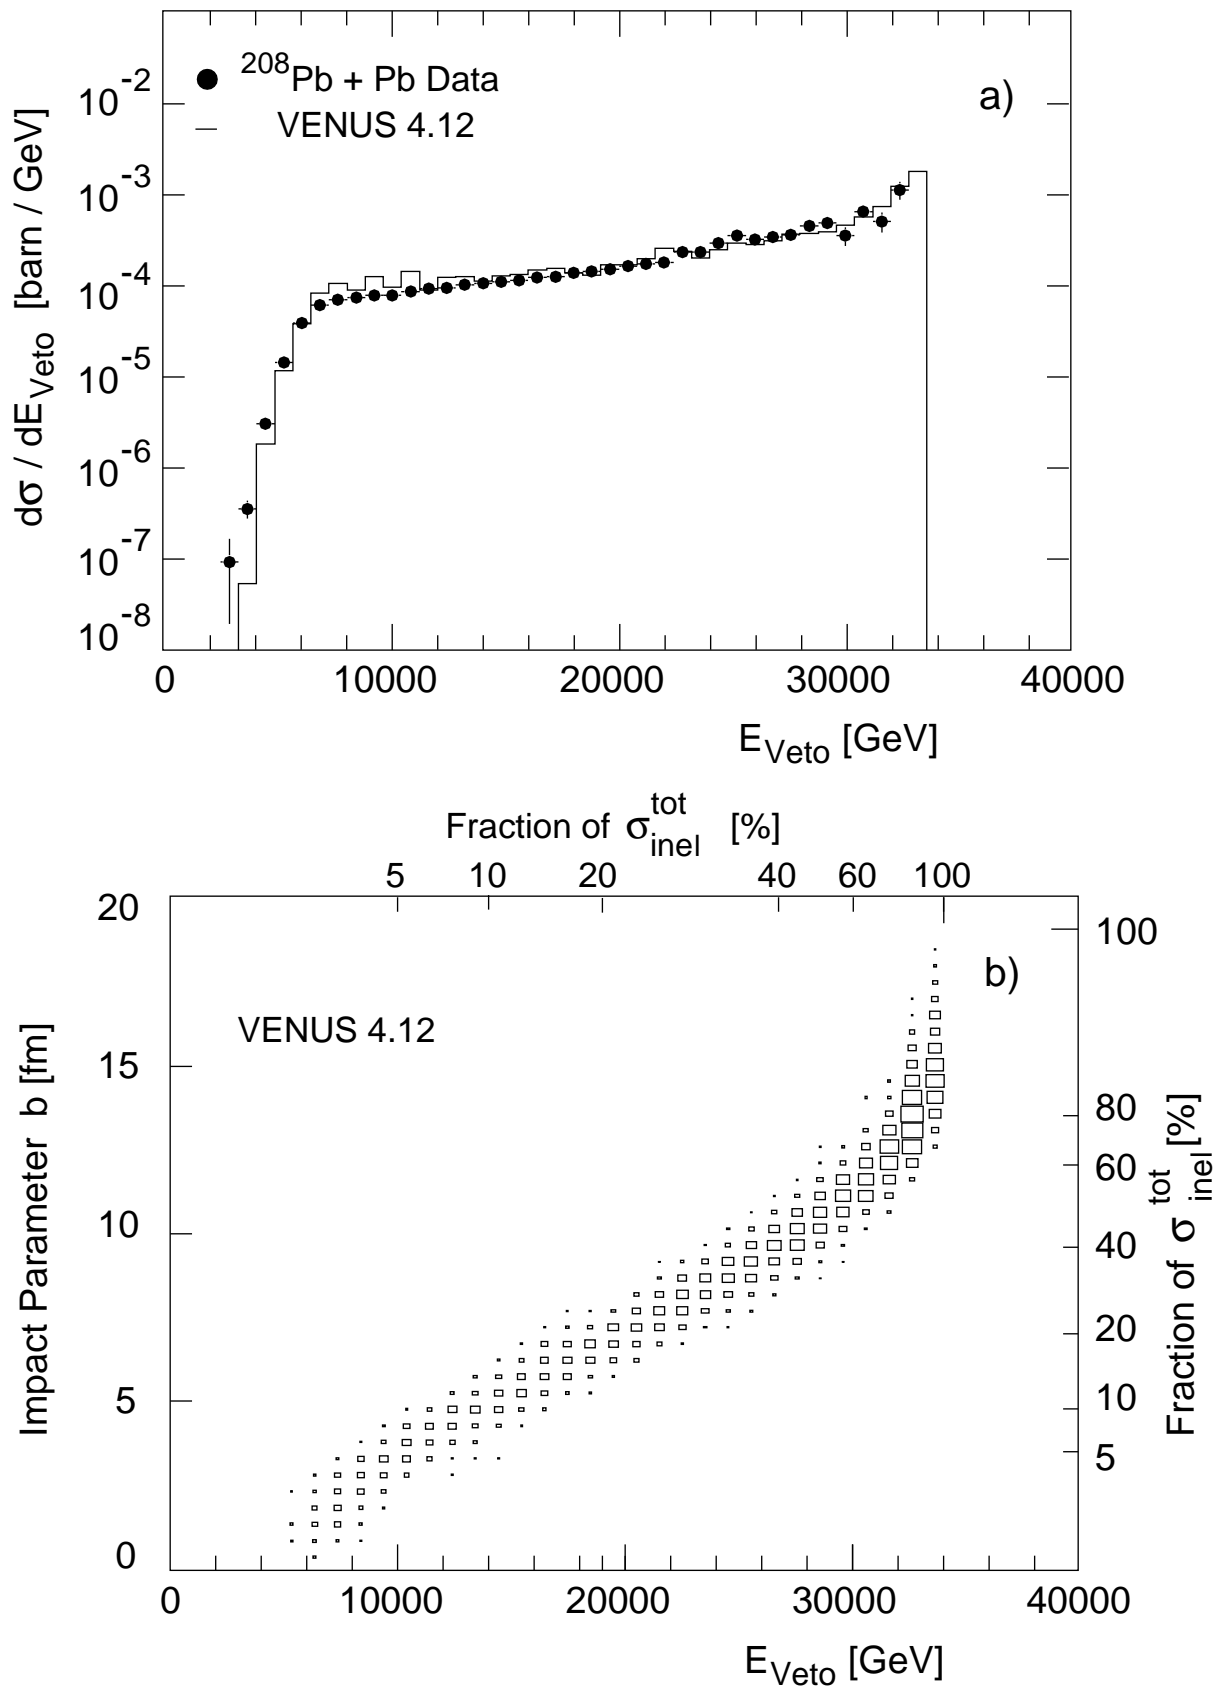 ²⁰⁸Pb + Pb Data
VENUS 4.12
a)
dσ / dE_Veto [barn / GeV]
10⁻²
10⁻³
10⁻⁴
10⁻⁵
10⁻⁶
10⁻⁷
10⁻⁸
0 10000 20000 30000 40000
E_Veto [GeV]
Fraction of σ_inel^tot [%]
5 10 20 40 60 100
b)
VENUS 4.12
Impact Parameter b [fm]
20
15
10
5
0
100
80
60
40
20
10
5
Fraction of σ_inel^tot [%]
0 10000 20000 30000 40000
E_Veto [GeV]